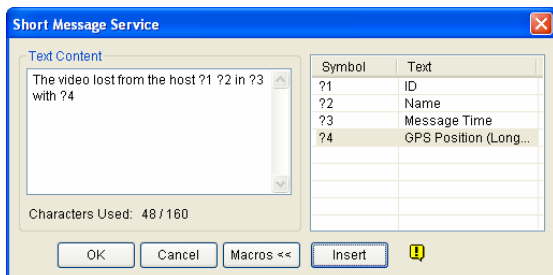 Short Message Service
Text Content
The video lost from the host ?1 ?2 in ?3
with ?4
Characters Used: 48 / 160
Symbol Text
?1 ID
?2 Name
?3 Message Time
?4 GPS Position (Long...
OK Cancel Macros << Insert